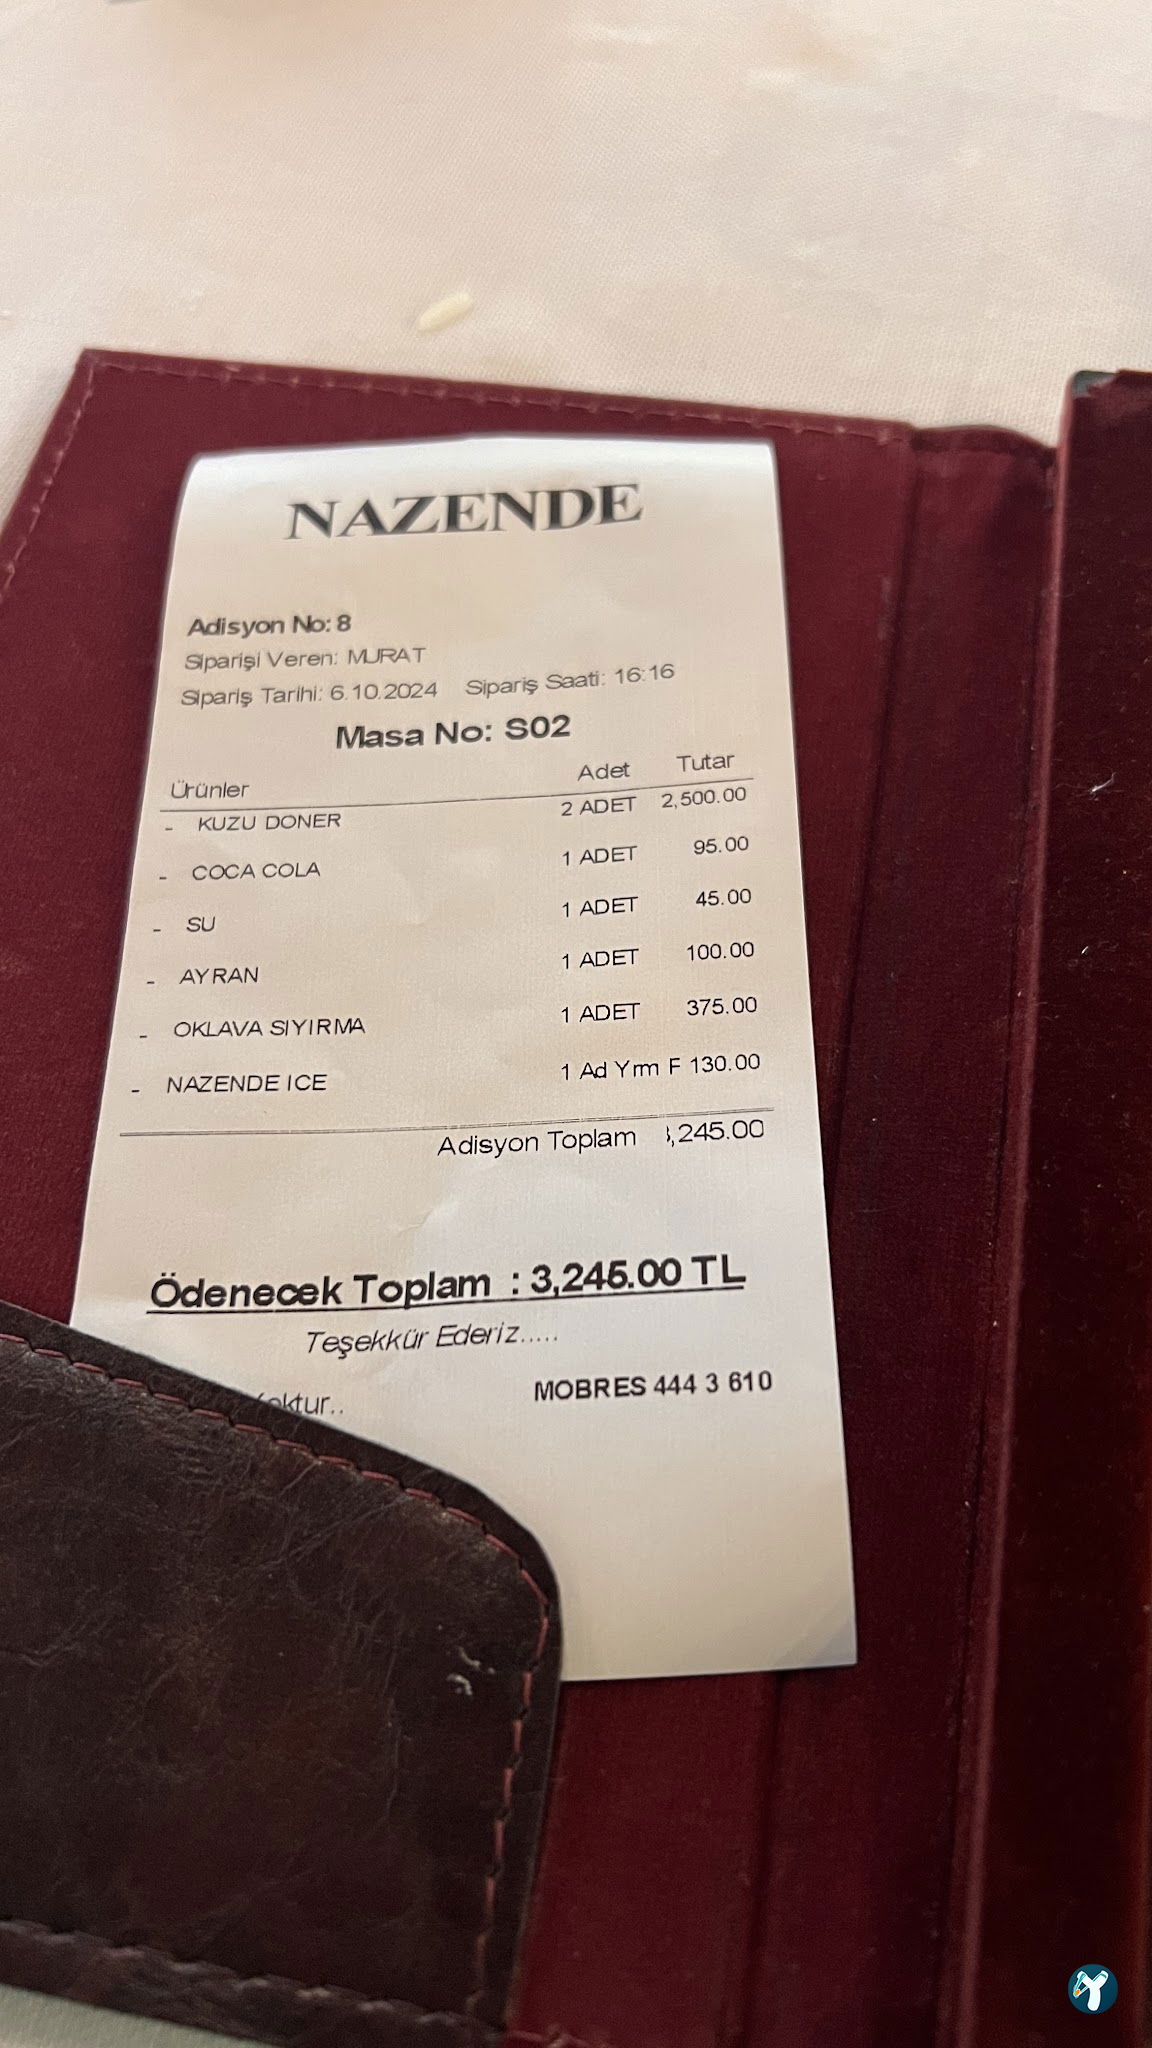 NAZENDE
Adisyon No: 8
Siparişi Veren: MURAT
Sipariş Tarihi: 6.10.2024 Sipariş Saati: 16:16
Masa No: S02
Ürünler Adet Tutar
- KUZU DONER 2 ADET 2,500.00
- COCA COLA 1 ADET 95.00
- SU 1 ADET 45.00
- AYRAN 1 ADET 100.00
- OKLAVA SIYIRMA 1 ADET 375.00
- NAZENDE ICE 1 Ad Yrm F 130.00
Adisyon Toplam ,245.00
Ödenecek Toplam : 3,245.00 TL
Teşekkür Ederiz.....
MOBRES 444 3 610